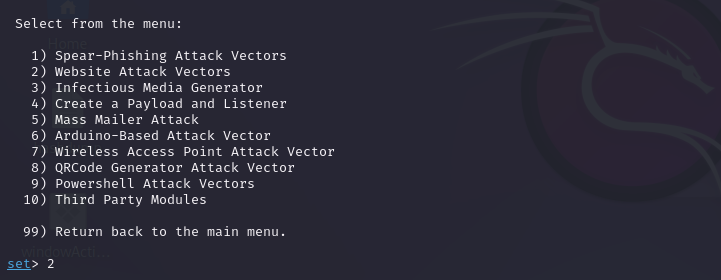 Select from the menu:
1) Spear-Phishing Attack Vectors
2) Website Attack Vectors
3) Infectious Media Generator
4) Create a Payload and Listener
5) Mass Mailer Attack
6) Arduino-Based Attack Vector
7) Wireless Access Point Attack Vector
8) QRCode Generator Attack Vector
9) Powershell Attack Vectors
10) Third Party Modules
99) Return back to the main menu.
set> 2